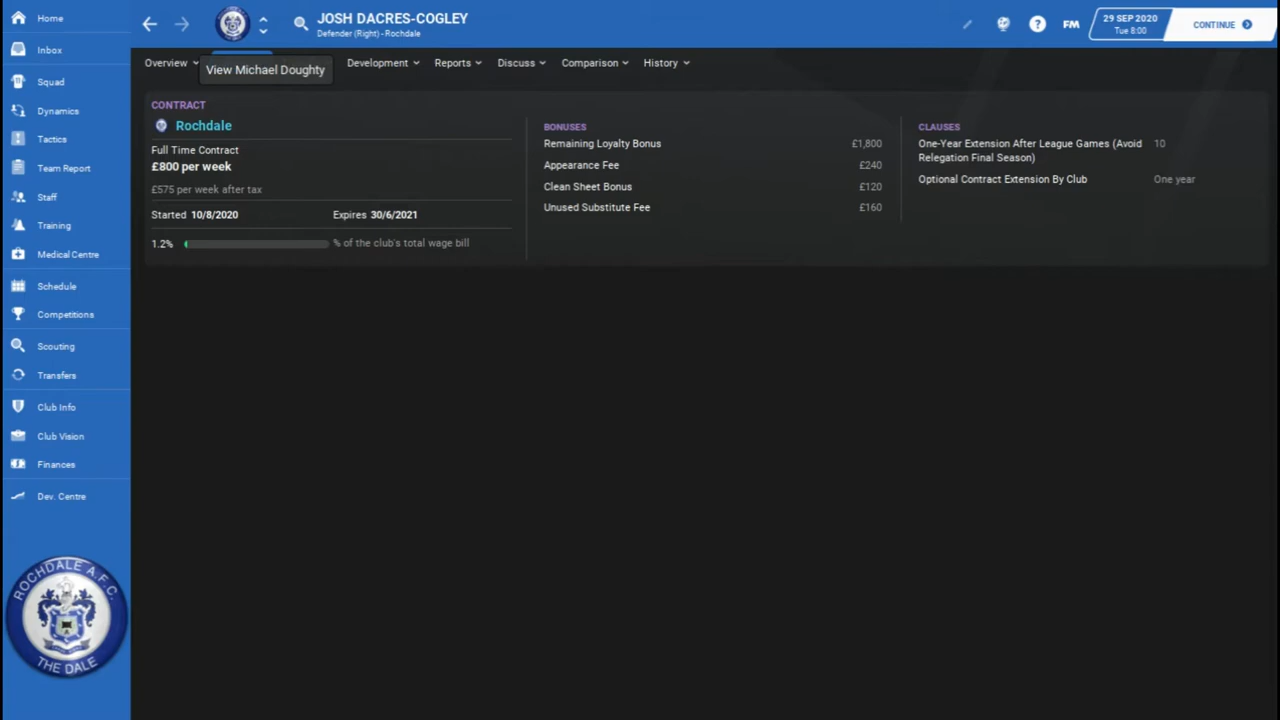 Home
Inbox
Squad
Dynamics
Tactics
Team Report
Staff
Training
Medical Centre
Schedule
Competitions
Scouting
Transfers
Club Info
Club Vision
Finances
Dev. Centre
ROCHDALE A.F.C.
THE DALE
JOSH DACRES-COGLEY
Defender (Right) - Rochdale
?
FM
29 SEP 2020
Tue 8:00
CONTINUE
Overview
View Michael Doughty
Development
Reports
Discuss
Comparison
History
CONTRACT
Rochdale
Full Time Contract
£800 per week
£575 per week after tax
Started 10/8/2020 Expires 30/6/2021
1.2% % of the club's total wage bill
BONUSES
Remaining Loyalty Bonus £1,800
Appearance Fee £240
Clean Sheet Bonus £120
Unused Substitute Fee £160
CLAUSES
One-Year Extension After League Games (Avoid 10
Relegation Final Season)
Optional Contract Extension By Club One year